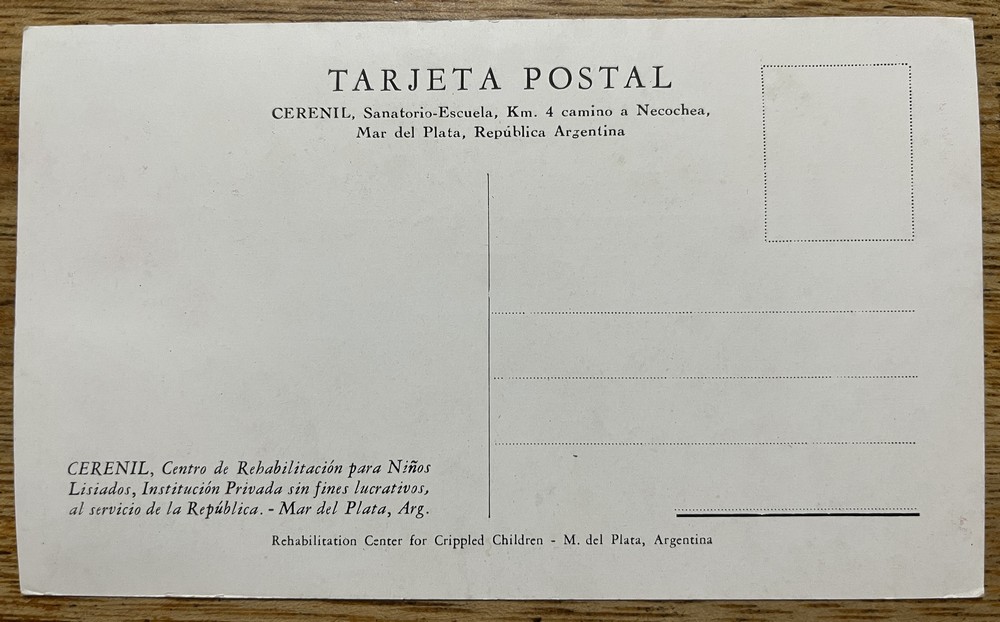 TARJETA POSTAL
CERENIL, Sanatorio-Escuela, Km. 4 camino a Necochea,
Mar del Plata, República Argentina
CERENIL, Centro de Rehabilitación para Niños
Lisiados, Institución Privada sin fines lucrativos,
al servicio de la República. - Mar del Plata, Arg.
Rehabilitation Center for Crippled Children - M. del Plata, Argentina